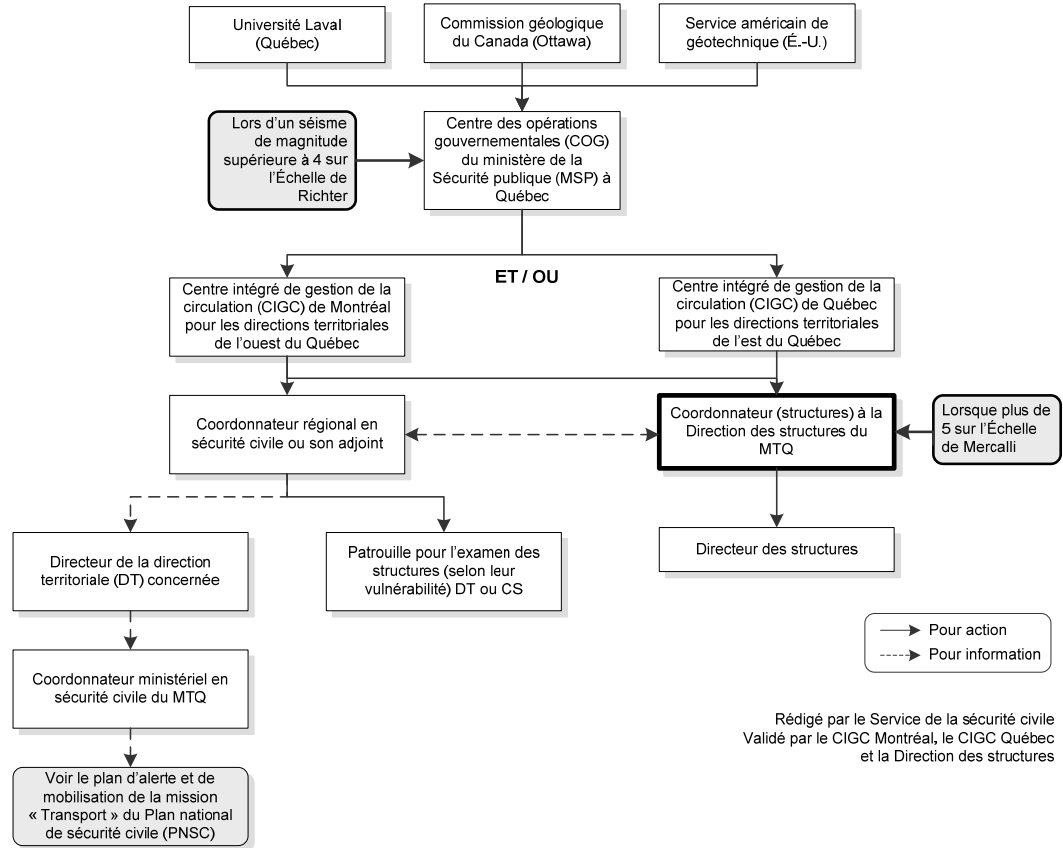 Université Laval
(Québec)
Commission géologique
du Canada (Ottawa)
Service américain de
géotechnique (É.-U.)
Lors d'un séisme
de magnitude
supérieure à 4 sur
l'Échelle de
Richter
Centre des opérations
gouvernementales (COG)
du ministère de la
Sécurité publique (MSP) à
Québec
ET / OU
Centre intégré de gestion de la
circulation (CIGC) de Montréal
pour les directions territoriales
de l'ouest du Québec
Centre intégré de gestion de la
circulation (CIGC) de Québec
pour les directions territoriales
de l'est du Québec
Coordonnateur régional en
sécurité civile ou son adjoint
Coordonnateur (structures) à la
Direction des structures du
MTQ
Lorsque plus de
5 sur l'Échelle
de Mercalli
Directeur de la direction
territoriale (DT) concernée
Patrouille pour l'examen des
structures (selon leur
vulnérabilité) DT ou CS
Directeur des structures
Pour action
Pour information
Coordonnateur ministériel en
sécurité civile du MTQ
Rédigé par le Service de la sécurité civile
Validé par le CIGC Montréal, le CIGC Québec
et la Direction des structures
Voir le plan d'alerte et de
mobilisation de la mission
« Transport » du Plan national
de sécurité civile (PNSC)